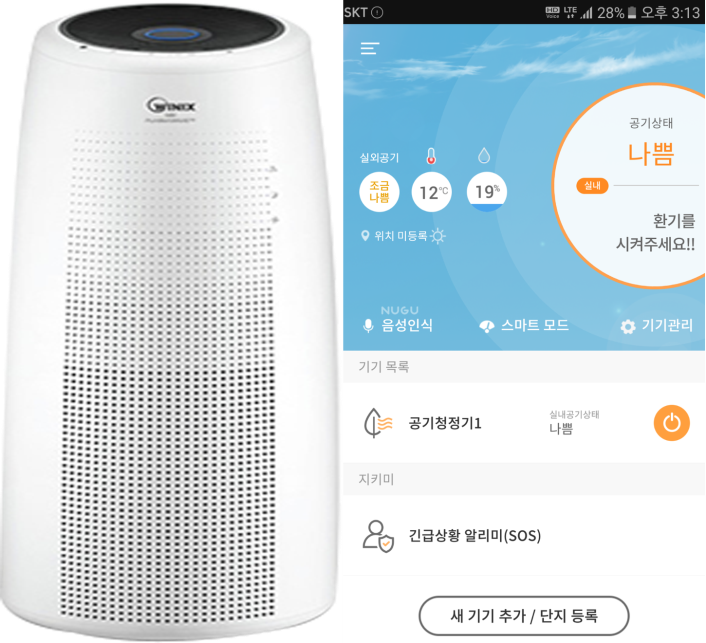 WINIX
SKT
HD Voice LTE 28% 오후 3:13
공기상태
나쁨
실내
환기를
시켜주세요!!
실외공기
조금
나쁨
12°C
19%
위치 미등록
NUGU
음성인식
스마트 모드
기기관리
기기 목록
공기청정기1
실내공기상태
나쁨
지키미
긴급상황 알리미(SOS)
새 기기 추가 / 단지 등록